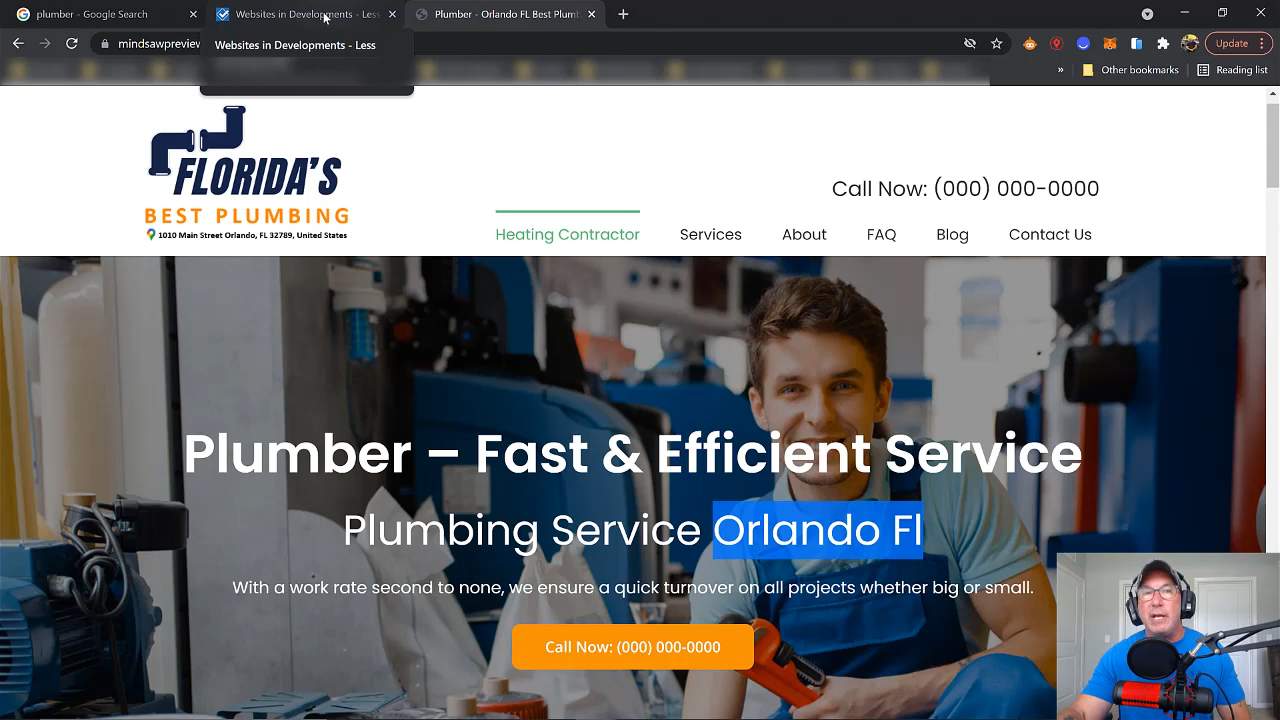 plumber - Google Search
Websites in Developments - Less
Plumber - Orlando FL Best Plumb
mindsawpreview
Update
Websites in Developments - Less
»
Other bookmarks
Reading list
FLORIDA'S
BEST PLUMBING
1010 Main Street Orlando, FL 32789, United States
Call Now: (000) 000-0000
Heating Contractor
Services
About
FAQ
Blog
Contact Us
Plumber – Fast & Efficient Service
Plumbing Service Orlando Fl
With a work rate second to none, we ensure a quick turnover on all projects whether big or small.
Call Now: (000) 000-0000